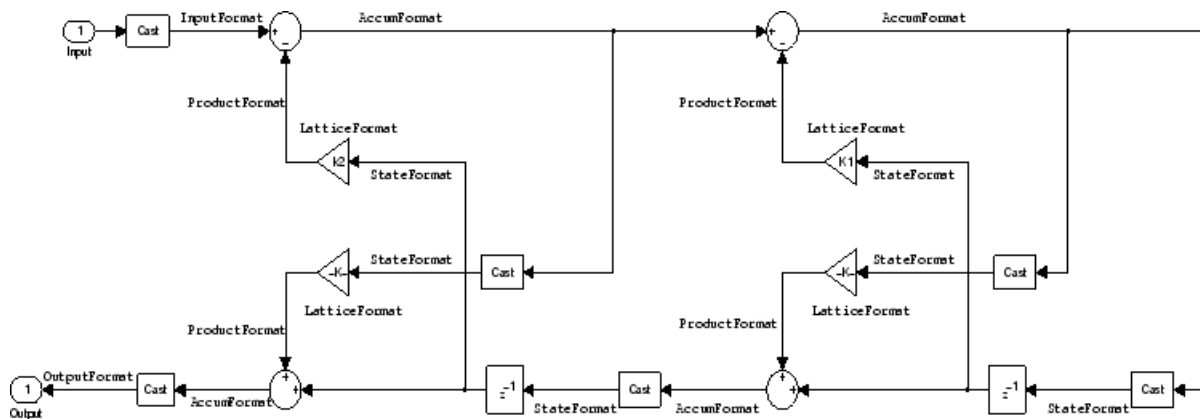 InputFormat
AccumFormat
AccumFormat
1
Cast
+
−
+
−
Input
ProductFormat
ProductFormat
LatticeFormat
LatticeFormat
k2
K1
StateFormat
StateFormat
StateFormat
StateFormat
-K-
Cast
-K-
Cast
LatticeFormat
LatticeFormat
ProductFormat
ProductFormat
OutputFormat
+
+
1
Cast
+
z⁻¹
Cast
+
z⁻¹
Cast
AccumFormat
StateFormat
AccumFormat
StateFormat
Output